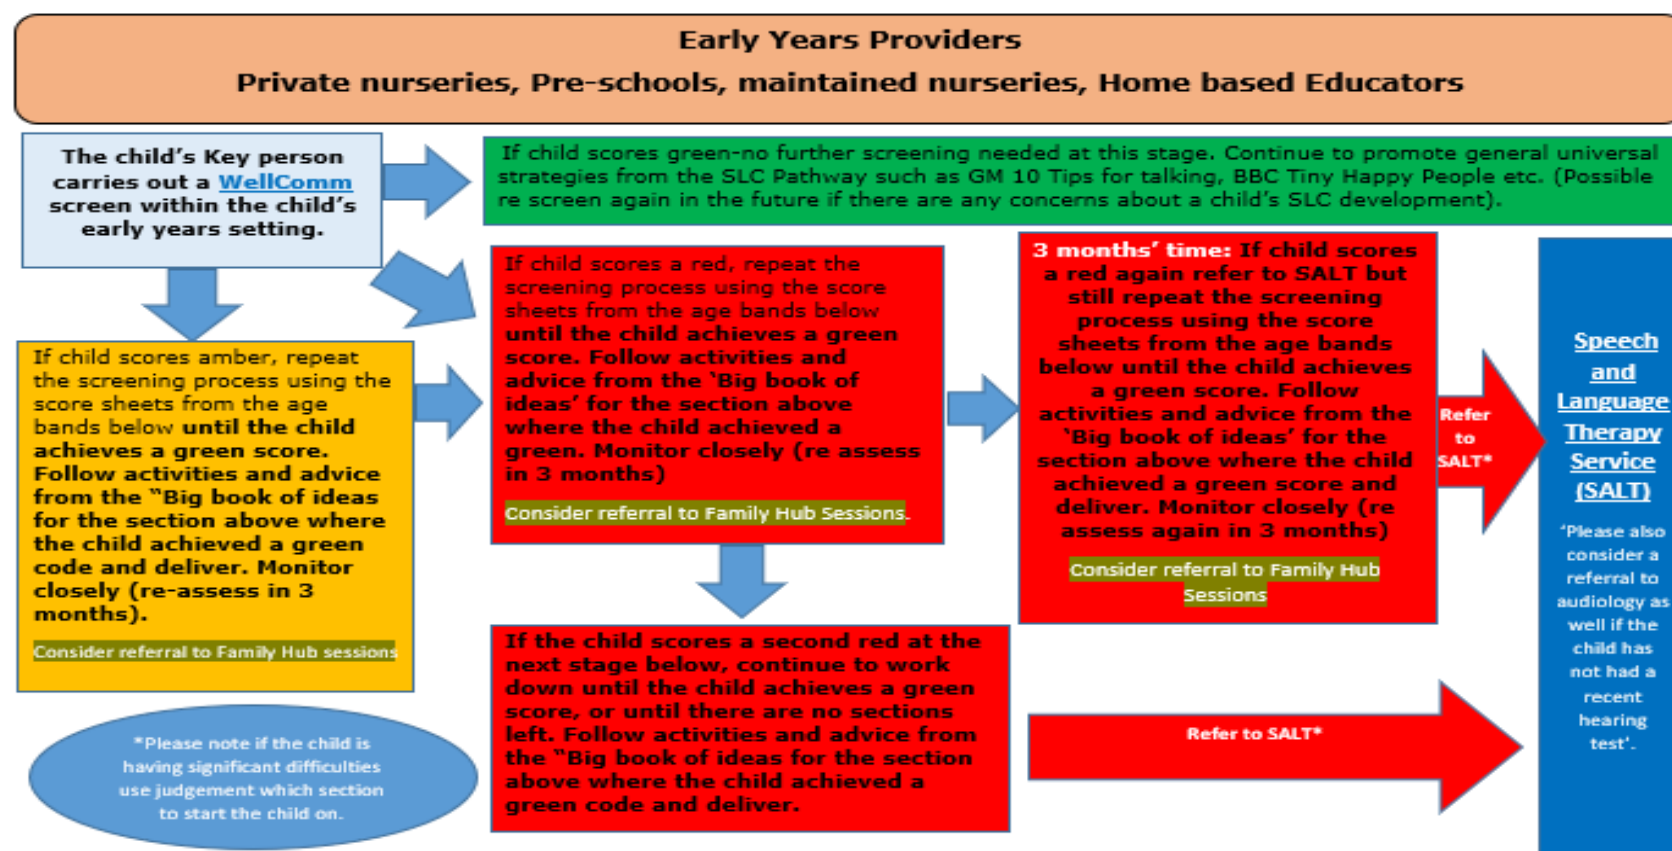 Early Years Providers
Private nurseries, Pre-schools, maintained nurseries, Home based Educators
The child's Key person
carries out a WellComm
screen within the child's
early years setting.
If child scores green-no further screening needed at this stage. Continue to promote general universal
strategies from the SLC Pathway such as GM 10 Tips for talking, BBC Tiny Happy People etc. (Possible
re screen again in the future if there are any concerns about a child's SLC development).
If child scores amber, repeat
the screening process using the
score sheets from the age
bands below until the child
achieves a green score.
Follow activities and advice
from the "Big book of ideas
for the section above where
the child achieved a green
code and deliver. Monitor
closely (re-assess in 3
months).
Consider referral to Family Hub sessions
If child scores a red, repeat the
screening process using the score
sheets from the age bands below
until the child achieves a green
score. Follow activities and
advice from the 'Big book of
ideas' for the section above
where the child achieved a
green. Monitor closely (re assess
in 3 months)
Consider referral to Family Hub Sessions.
3 months' time: If child scores
a red again refer to SALT but
still repeat the screening
process using the score
sheets from the age bands
below until the child achieves
a green score. Follow
activities and advice from the
'Big book of ideas' for the
section above where the child
achieved a green score and
deliver. Monitor closely (re
assess again in 3 months)
Consider referral to Family Hub
Sessions
Refer
to
SALT*
If the child scores a second red at the
next stage below, continue to work
down until the child achieves a green
score, or until there are no sections
left. Follow activities and advice from
the "Big book of ideas for the section
above where the child achieved a
green code and deliver.
Refer to SALT*
Speech
and
Language
Therapy
Service
(SALT)
'Please also
consider a
referral to
audiology as
well if the
child has
not had a
recent
hearing
test'.
*Please note if the child is
having significant difficulties
use judgement which section
to start the child on.